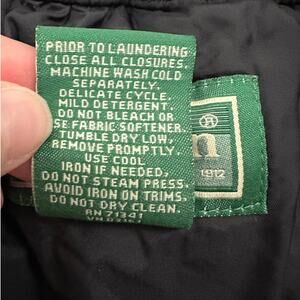 PRIOR TO LAUNDERING
CLOSE ALL CLOSURES.
MACHINE WASH COLD
SEPARATELY.
DELICATE CYCLE.
MILD DETERGENT.
DO NOT BLEACH OR
SE FABRIC SOFTENER.
TUMBLE DRY LOW,
REMOVE PROMPTLY.
USE COOL
IRON IF NEEDED,
DO NOT STEAM PRESS.
AVOID IRON ON TRIMS.
DO NOT DRY CLEAN.
RN 71341
®
n
1912